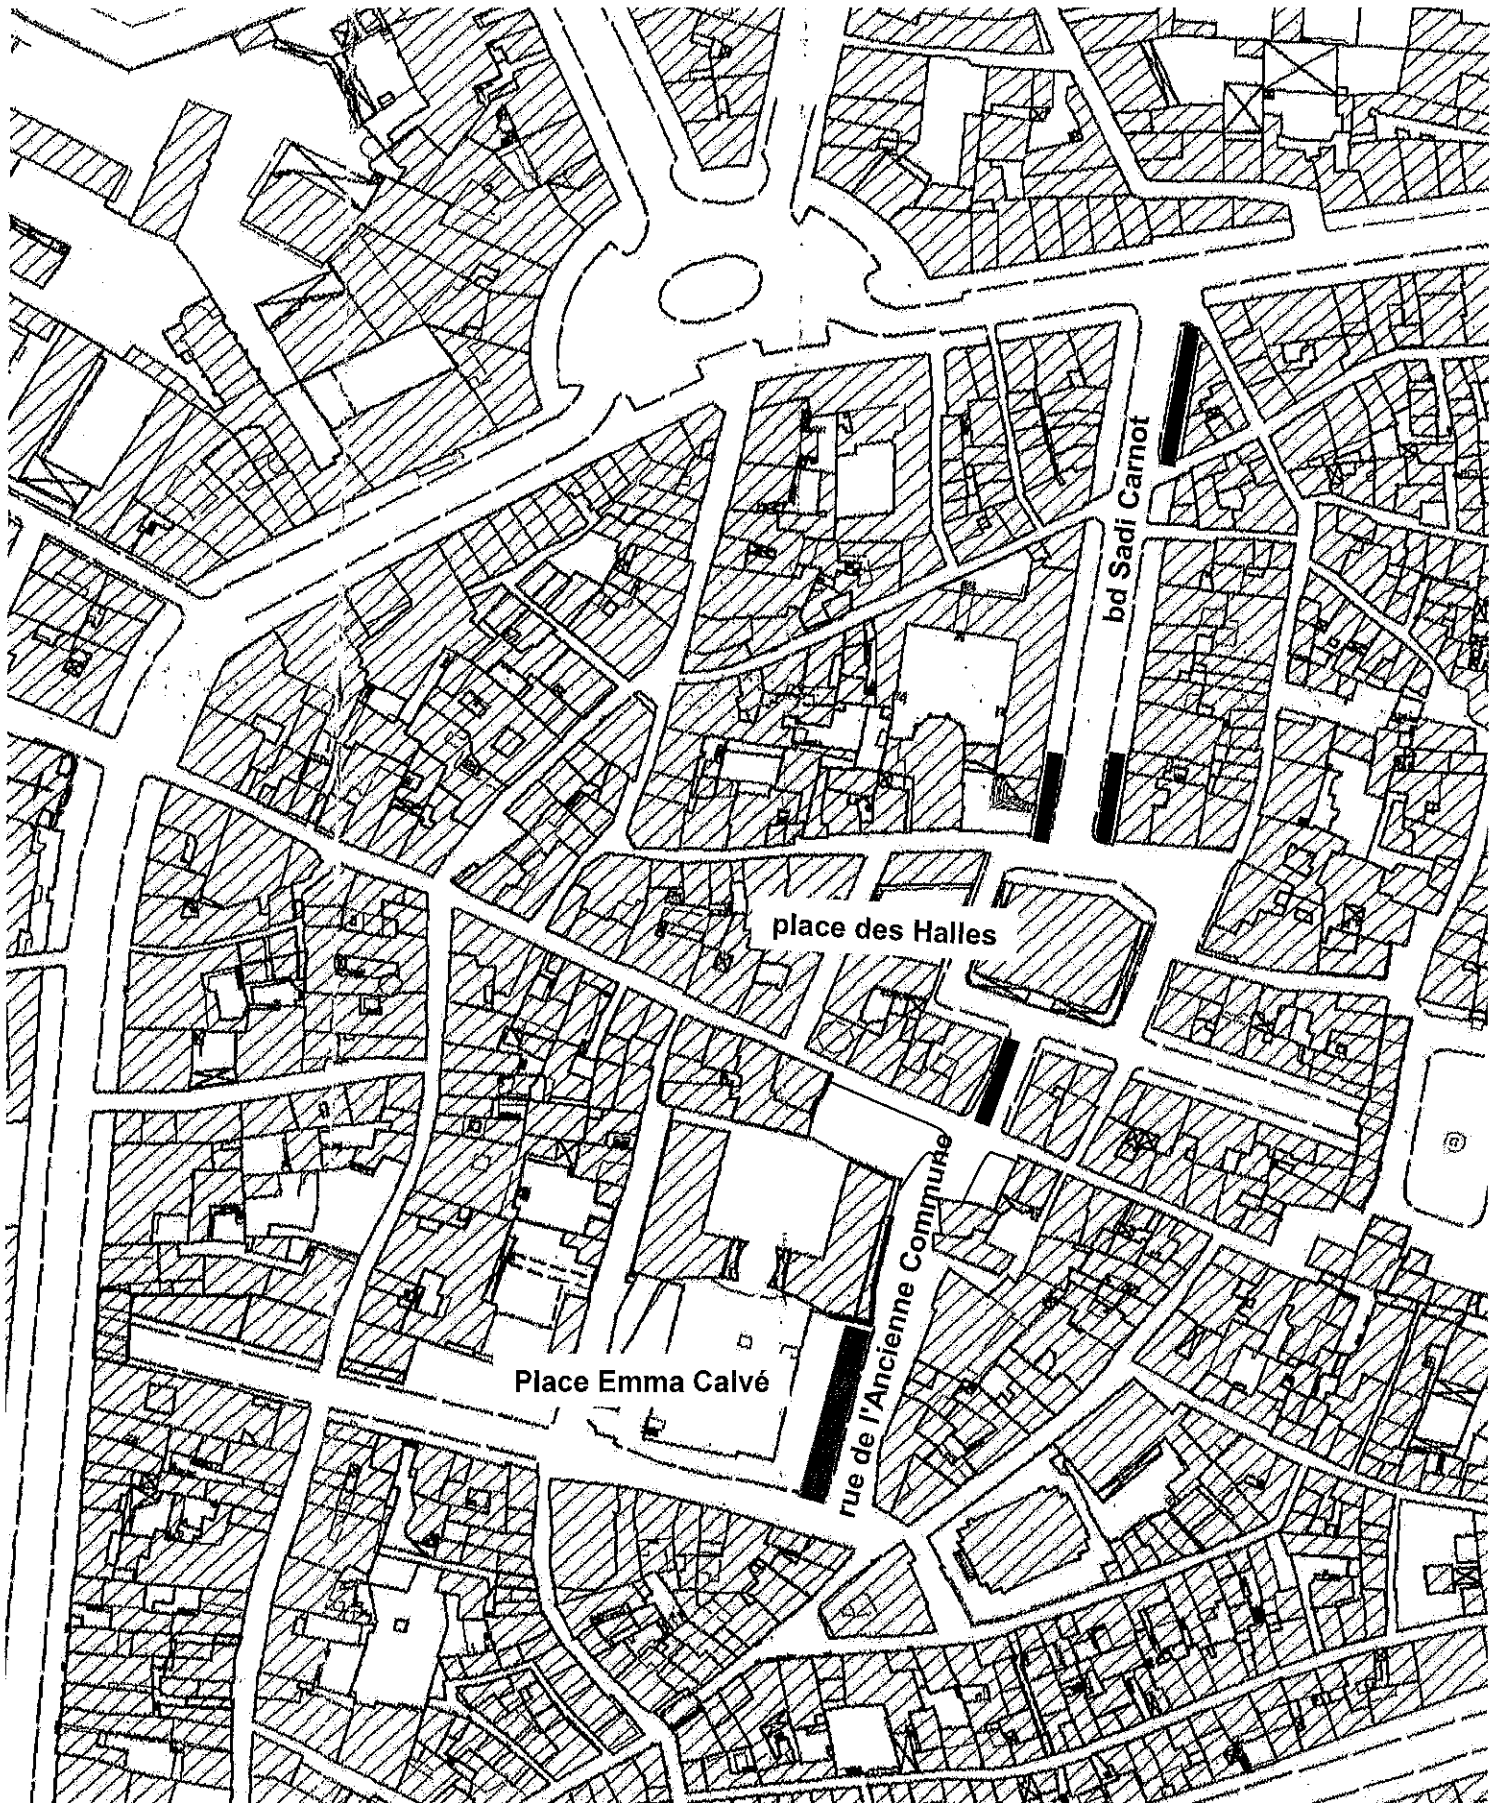 bd Sadi Carnot
place des Halles
rue de l'Ancienne Commune
Place Emma Calvé